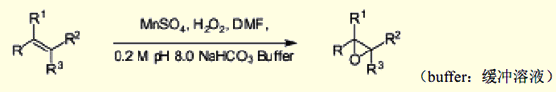 R¹ R R² R³ MnSO₄, H₂O₂, DMF, R¹ R R² O R³
0.2 M pH 8.0 NaHCO₃ Buffer
（buffer：缓冲溶液）